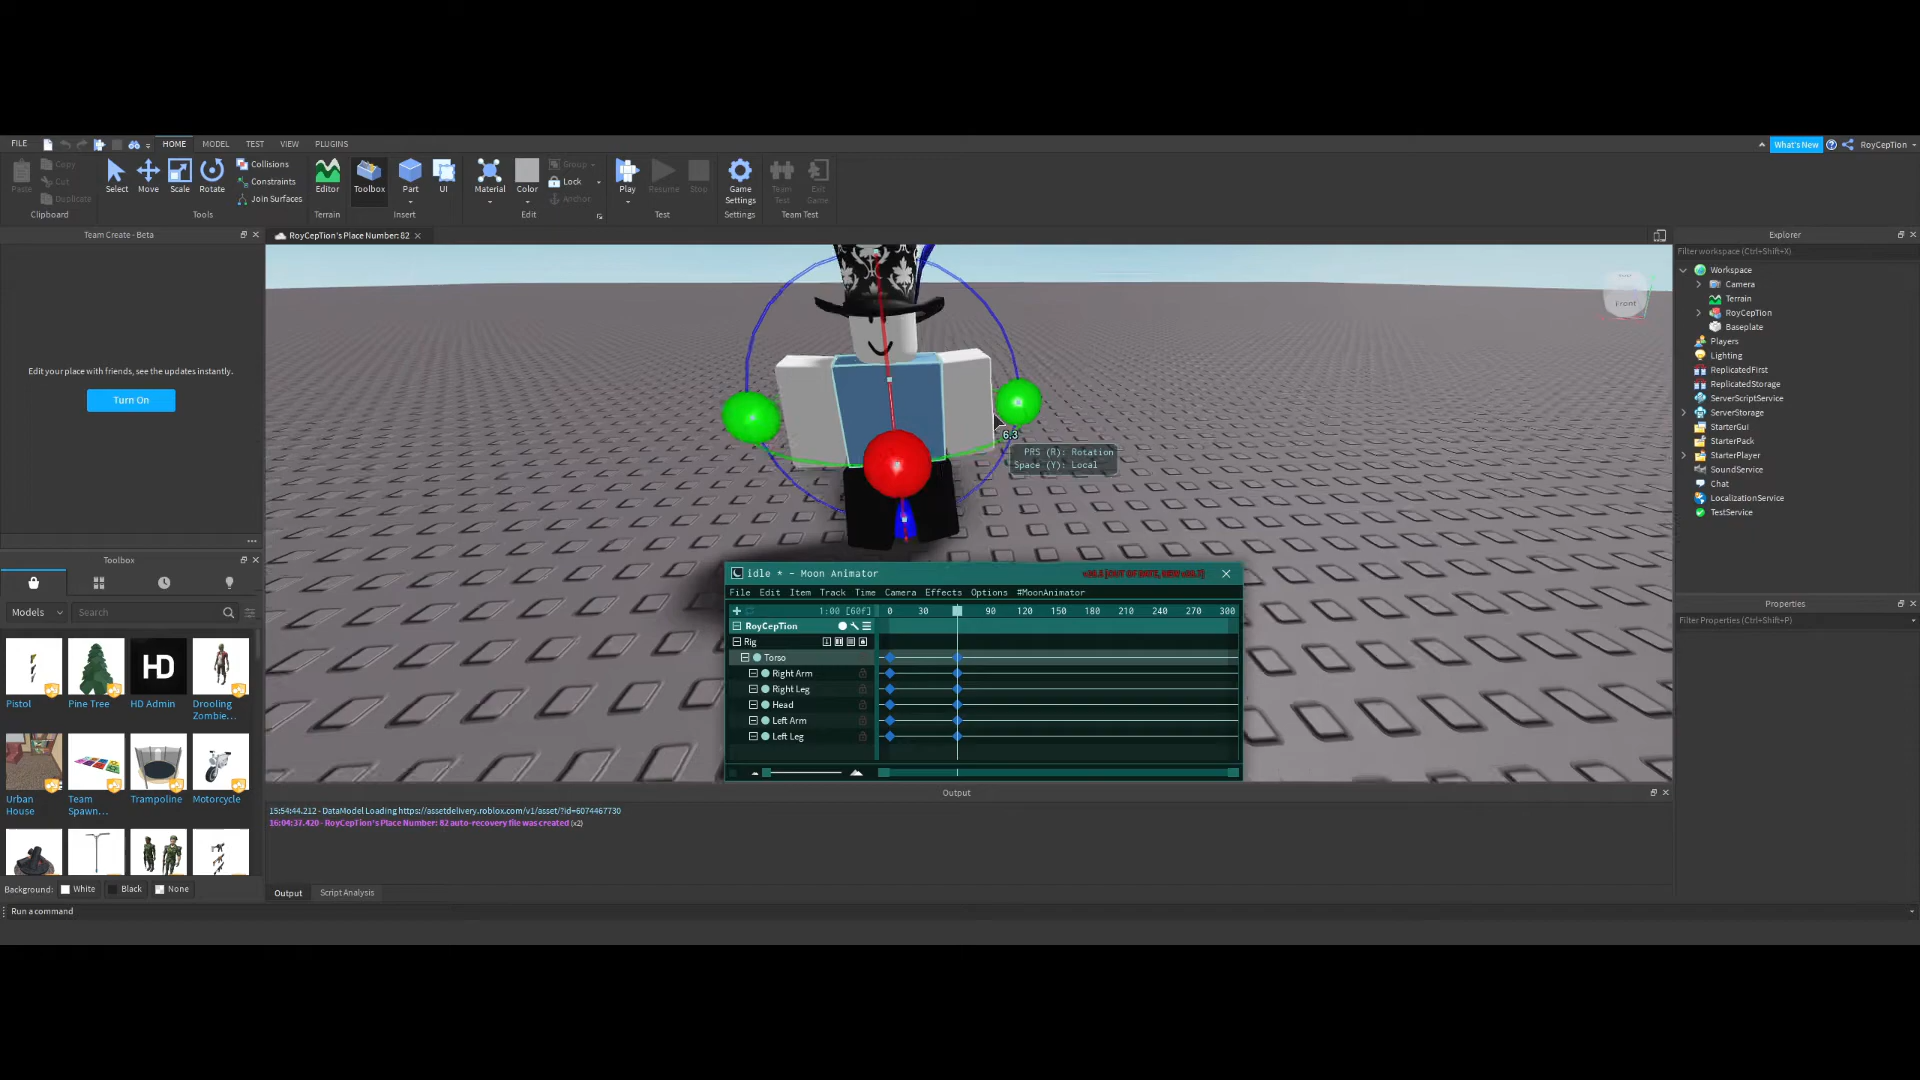 FILE HOME MODEL TEST VIEW PLUGINS
What's New RoyCepTion
Paste Copy Cut Duplicate
Select Move Scale Rotate
Collisions
Constraints
Join Surfaces
Editor Toolbox Part UI
Material Color Group Lock Anchor
Play Resume Stop
Game Settings
Team Test
Exit Game
Clipboard Tools Terrain Insert Edit Test Settings Team Test
Team Create - Beta
RoyCepTion's Place Number: 82
Explorer
Filter workspace (Ctrl+Shift+X)
Workspace
Camera
Terrain
RoyCepTion
Baseplate
Players
Lighting
ReplicatedFirst
ReplicatedStorage
ServerScriptService
ServerStorage
StarterGui
StarterPack
StarterPlayer
SoundService
Chat
LocalizationService
TestService
Front
Edit your place with friends, see the updates instantly.
Turn On
6.3
PRS (R): Rotation
Space (Y): Local
Toolbox
Models Search
Pistol
Pine Tree
HD
HD Admin
Drooling Zombie...
Urban House
Team Spawn...
Trampoline
Motorcycle
Background: White Black None
idle * - Moon Animator
File Edit Item Track Time Camera Effects Options #MoonAnimator
1:00 [60f] 0 30 90 120 150 180 210 240 270 300
RoyCepTion
Rig
Torso
Right Arm
Right Leg
Head
Left Arm
Left Leg
Properties
Filter Properties (Ctrl+Shift+P)
Output
15:54:44.212 - DataModel Loading https://assetdelivery.roblox.com/v1/asset/?id=6074467730
16:04:37.420 - RoyCepTion's Place Number: 82 auto-recovery file was created (x2)
Output Script Analysis
Run a command